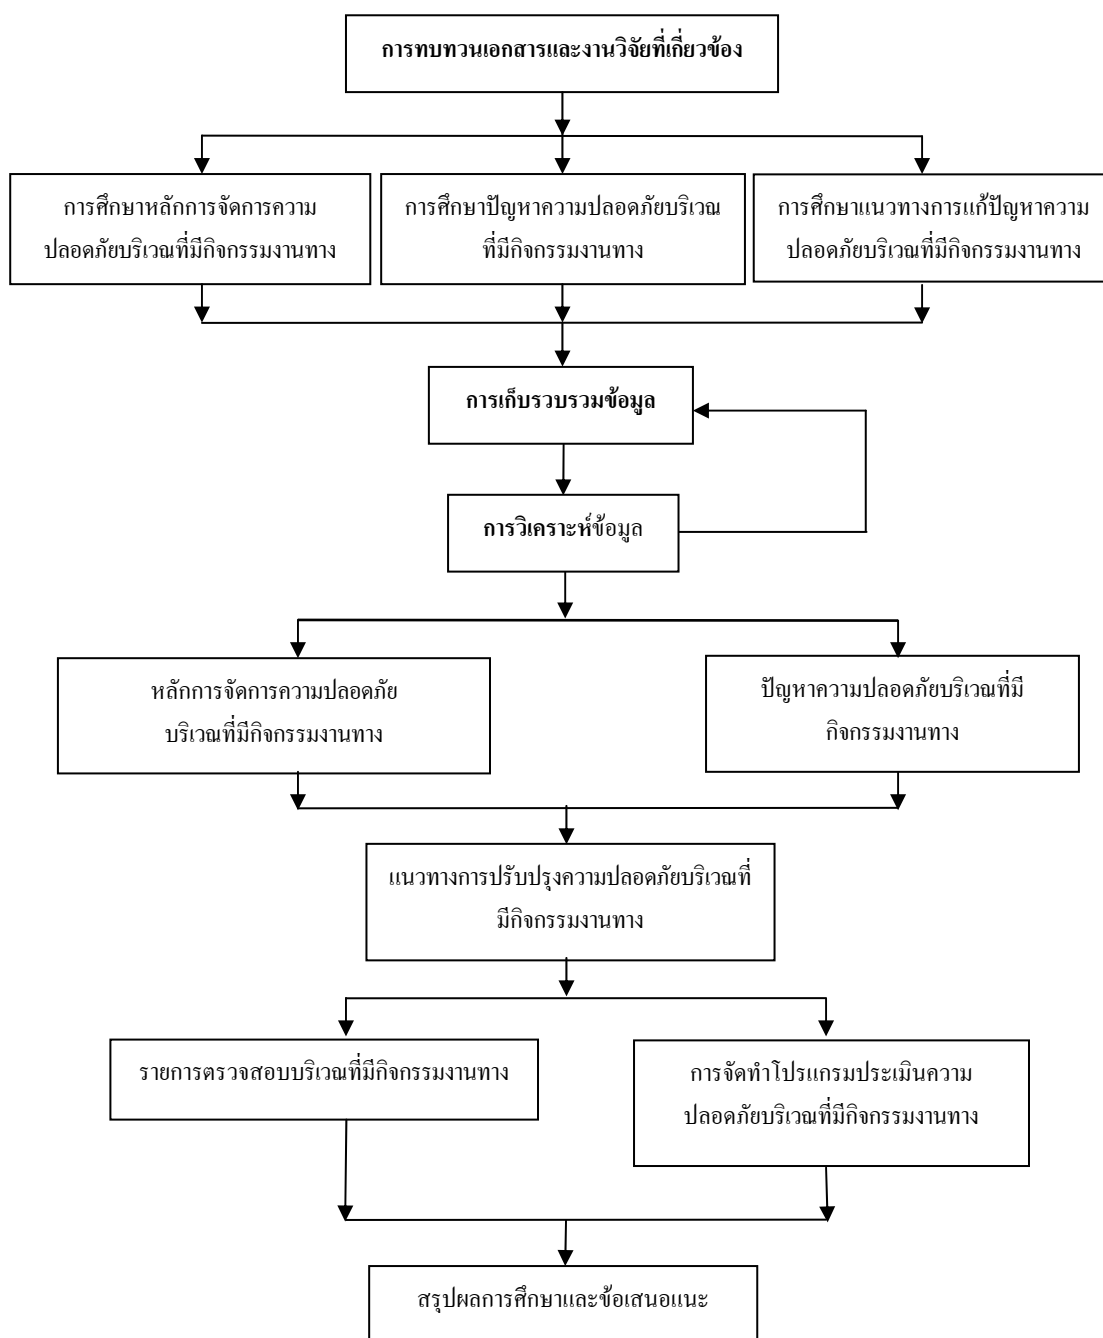 การทบทวนเอกสารและงานวิจัยที่เกี่ยวข้อง
การศึกษาหลักการจัดการความ
ปลอดภัยบริเวณที่มีกิจกรรมงานทาง
การศึกษาปัญหาความปลอดภัยบริเวณ
ที่มีกิจกรรมงานทาง
การศึกษาแนวทางการแก้ปัญหาความ
ปลอดภัยบริเวณที่มีกิจกรรมงานทาง
การเก็บรวบรวมข้อมูล
การวิเคราะห์ข้อมูล
หลักการจัดการความปลอดภัย
บริเวณที่มีกิจกรรมงานทาง
ปัญหาความปลอดภัยบริเวณที่มี
กิจกรรมงานทาง
แนวทางการปรับปรุงความปลอดภัยบริเวณที่
มีกิจกรรมงานทาง
รายการตรวจสอบบริเวณที่มีกิจกรรมงานทาง
การจัดทำโปรแกรมประเมินความ
ปลอดภัยบริเวณที่มีกิจกรรมงานทาง
สรุปผลการศึกษาและข้อเสนอแนะ